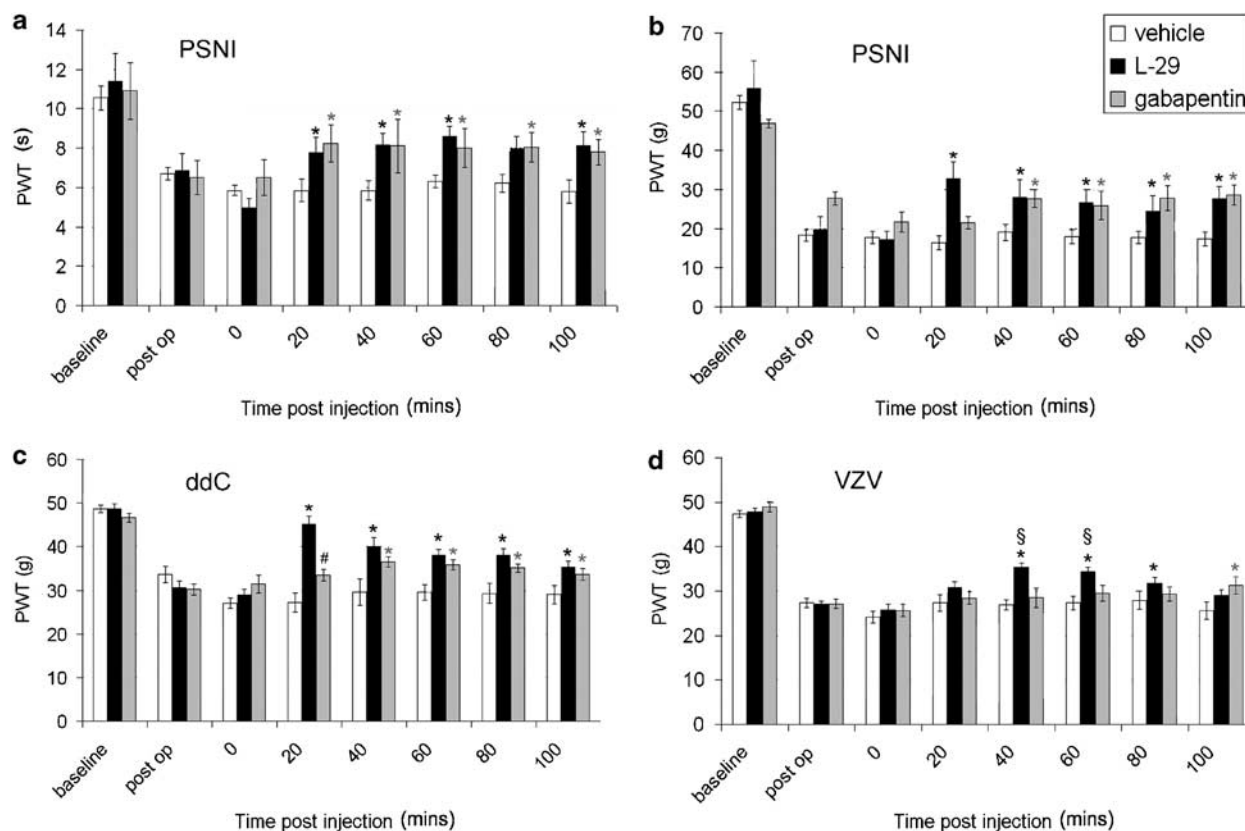 a
PSNI
PWT (s)
14
12
10
8
6
4
2
0
* * * * * * * * *
baseline post op 0 20 40 60 80 100
Time post injection (mins)
b
PSNI
vehicle
L-29
gabapentin
PWT (g)
70
60
50
40
30
20
10
0
* * * * * * * * *
baseline post op 0 20 40 60 80 100
Time post injection (mins)
c
ddC
PWT (g)
60
50
40
30
20
10
0
* # * * * * * * * *
baseline post op 0 20 40 60 80 100
Time post injection (mins)
d
VZV
PWT (g)
60
50
40
30
20
10
0
§ §
* * * *
baseline post op 0 20 40 60 80 100
Time post injection (mins)